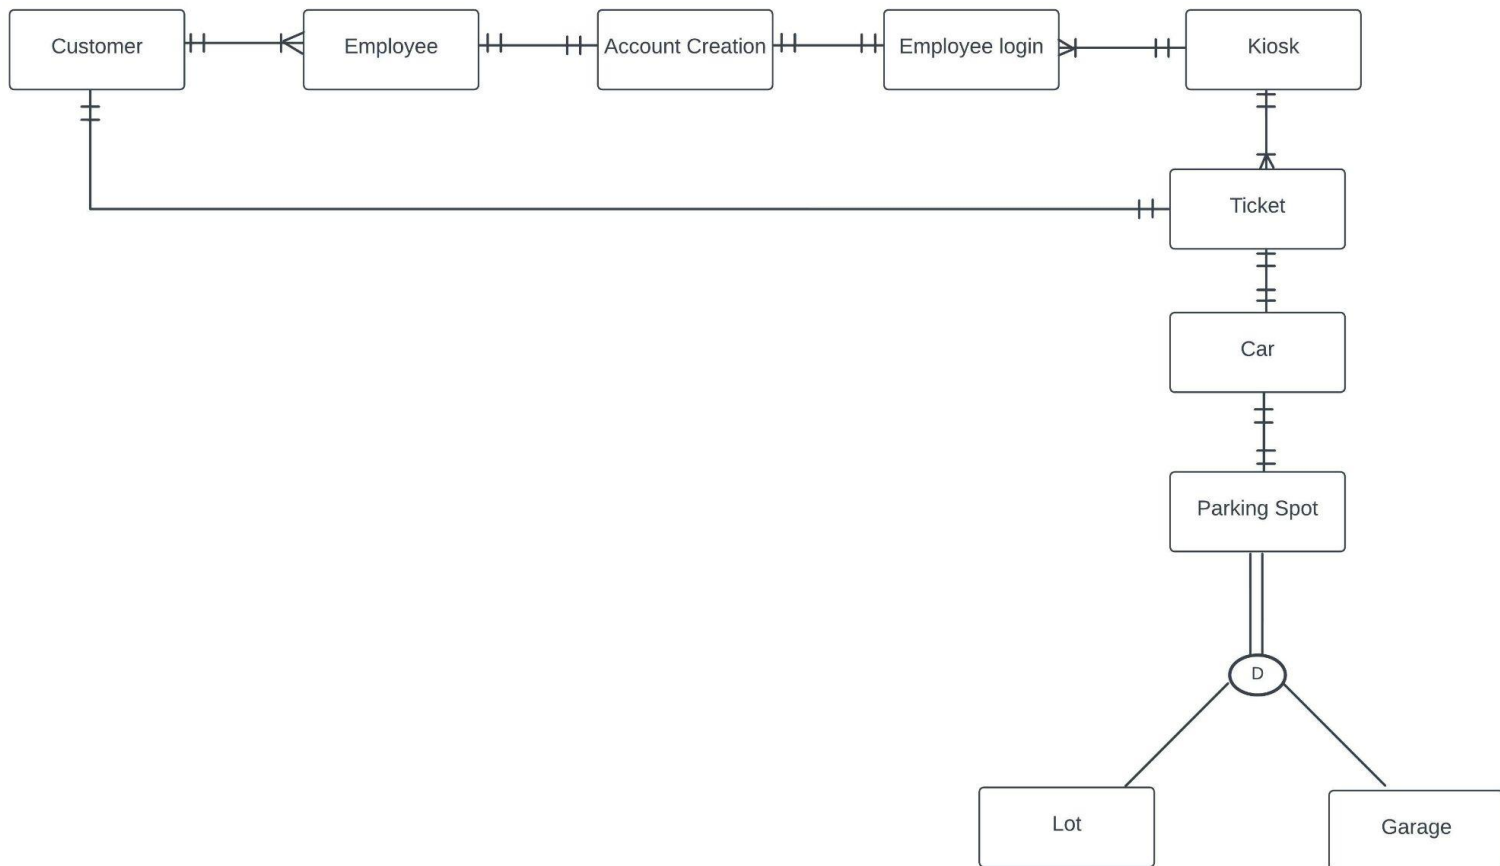 Customer
Employee
Account Creation
Employee login
Kiosk
Ticket
Car
Parking Spot
D
Lot
Garage